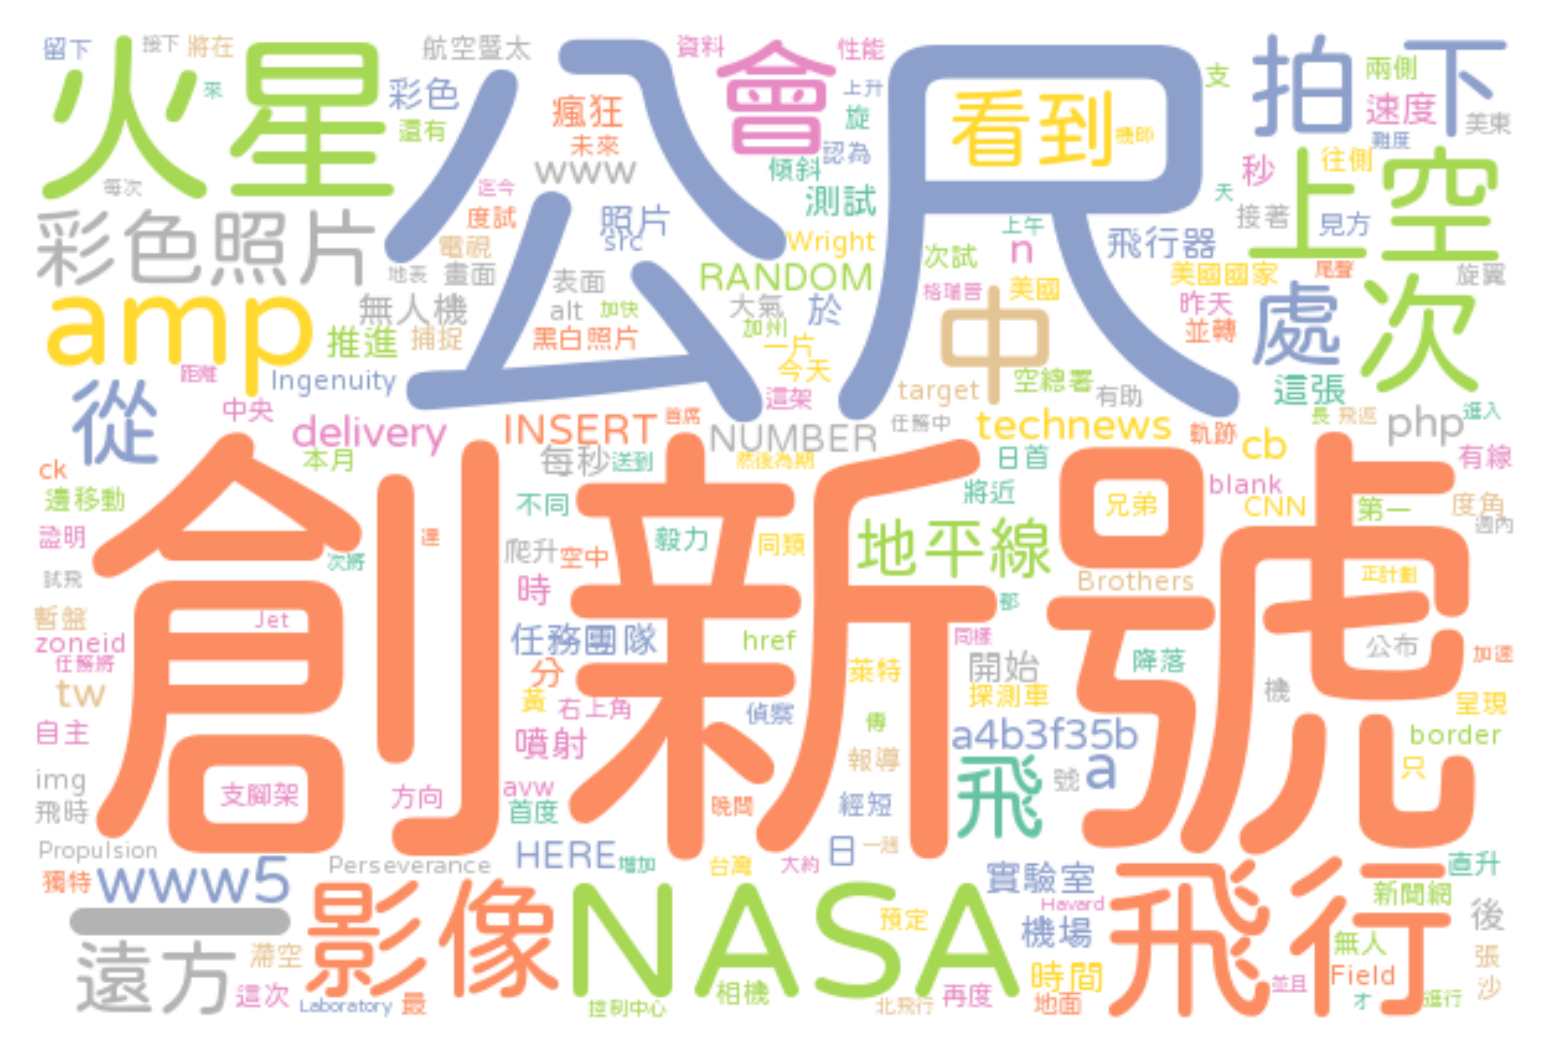 留下 接下 將在 航空暨太 資料 性能 兩側
火星 公尺 會 看到 機師 拍下
來 彩色 瘋狂 上升 支 速度 美東
還有 未來 旋 難度
每次 www 認為 傾斜 秒 往側 上空
迄今 測試 天
彩色照片 度試 照片 Wright 上午 接著 見方
電視 src 次試 n 飛行器
地表 畫面 表面 RANDOM 美國國家 尾聲 旋翼
amp 無人機 alt 加快 大氣 於 格瑞普 美國 昨天 處 次
推進 捕捉 黑白照片 加州 中 並轉
一片
距離 Ingenuity 今天 target 空總署 有助 這張
從 中央 這架 長 飛返 進入
delivery INSERT 首席 NUMBER 任務中 technews 軌跡 cb php
ck 本月 每秒 送到 然後為期 日首 有線
邊移動 不同 將近 兄弟 blank CNN 第一 度角
創新號
證明 達 毅力 同類 地平線 週內
次將 爬升 空中
試飛 時 Brothers 正計劃
暫盤 Jet 都
zoneid 任務團隊 href 同樣 公布 加速
任務將 分 萊特 開始 降落
tw 黃 右上角 偵察 探測車 機 呈現
自主 噴射 傳 a4b3f35b border
img 支腳架 方向 avw 報導 飛 號 a 只
飛時 首度 晚間 經短
Propulsion Perseverance HERE 增加 台灣 大約 日 一趟 直升
獨特 www5 實驗室 新聞網
一 影像 NASA 預定 Havard 飛行 後
機場 無人
遠方 滯空 時間 Field 張
這次 相機 再度 並且 沙
Laboratory 最 控制中心 北飛行 地面 才 進行